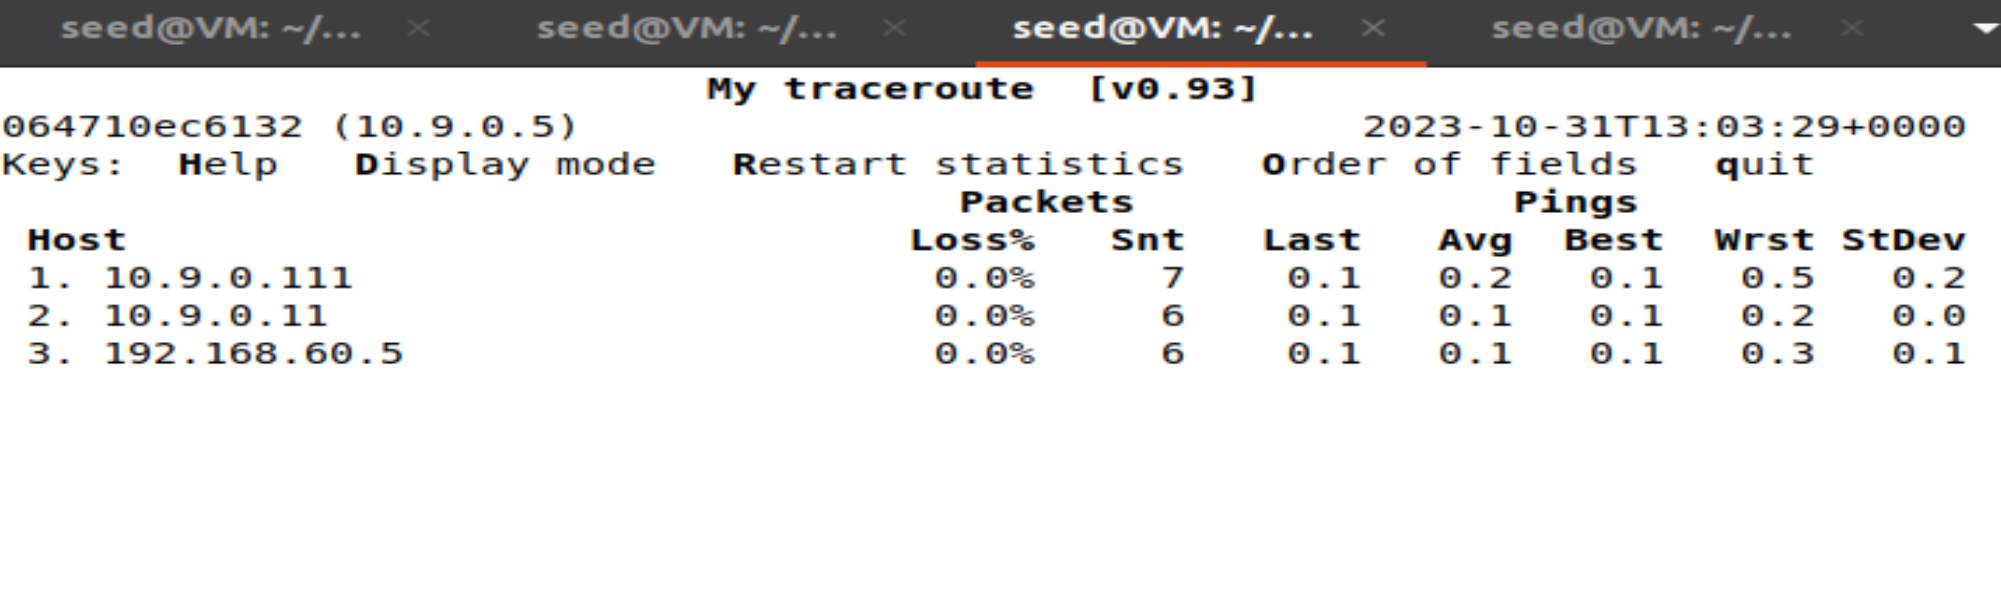 seed@VM: ~/... × seed@VM: ~/... × seed@VM: ~/... × seed@VM: ~/... ×
My traceroute [v0.93]
064710ec6132 (10.9.0.5) 2023-10-31T13:03:29+0000
Keys: Help Display mode Restart statistics Order of fields quit
Packets Pings
Host Loss% Snt Last Avg Best Wrst StDev
1. 10.9.0.111 0.0% 7 0.1 0.2 0.1 0.5 0.2
2. 10.9.0.11 0.0% 6 0.1 0.1 0.1 0.2 0.0
3. 192.168.60.5 0.0% 6 0.1 0.1 0.1 0.3 0.1